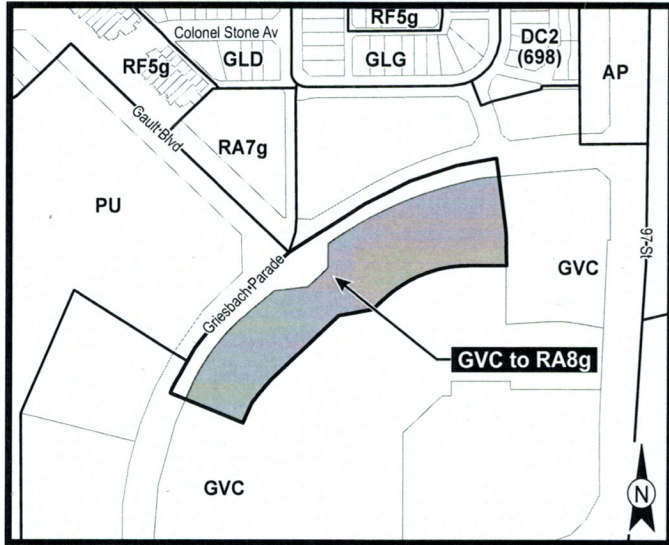 RF5g
Colonel Stone Av
DC2
(698)
RF5g
GLD
GLG
AP
Gault Blvd
RA7g
PU
97 St
Griesbach Parade
GVC
GVC to RA8g
GVC
N